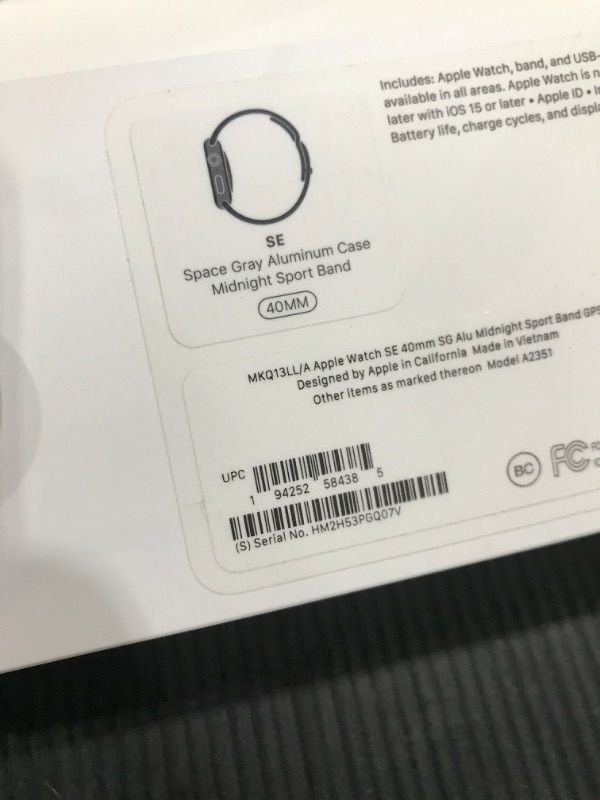 Includes: Apple Watch, band, and USB-
available in all areas. Apple Watch is n
later with iOS 15 or later • Apple ID • In
Battery life, charge cycles, and displa
SE
Space Gray Aluminum Case
Midnight Sport Band
40MM
MKQ13LL/A Apple Watch SE 40mm SG Alu Midnight Sport Band GPS
Designed by Apple in California Made in Vietnam
Other items as marked thereon Model A2351
UPC
1 94252 58438 5
(S) Serial No. HM2H53PGQ07V
BC FC